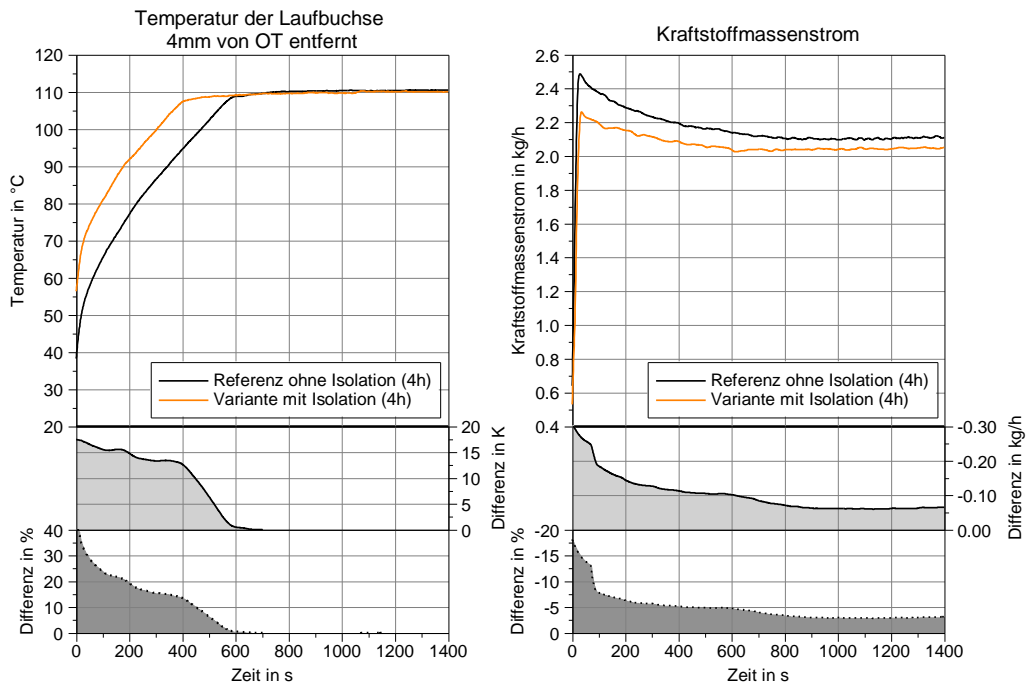 Temperatur der Laufbuchse
4mm von OT entfernt
Temperatur in °C
120
110
100
90
80
70
60
50
40
30
20
Referenz ohne Isolation (4h)
Variante mit Isolation (4h)
20
15
10
5
0
Differenz in K
Differenz in %
40
30
20
10
0
0 200 400 600 800 1000 1200 1400
Zeit in s
Kraftstoffmassenstrom
Kraftstoffmassenstrom in kg/h
2.6
2.4
2.2
2.0
1.8
1.6
1.4
1.2
1.0
0.8
0.6
0.4
Referenz ohne Isolation (4h)
Variante mit Isolation (4h)
-0.30
-0.20
-0.10
0.00
Differenz in kg/h
Differenz in %
-20
-15
-10
-5
0
0 200 400 600 800 1000 1200 1400
Zeit in s